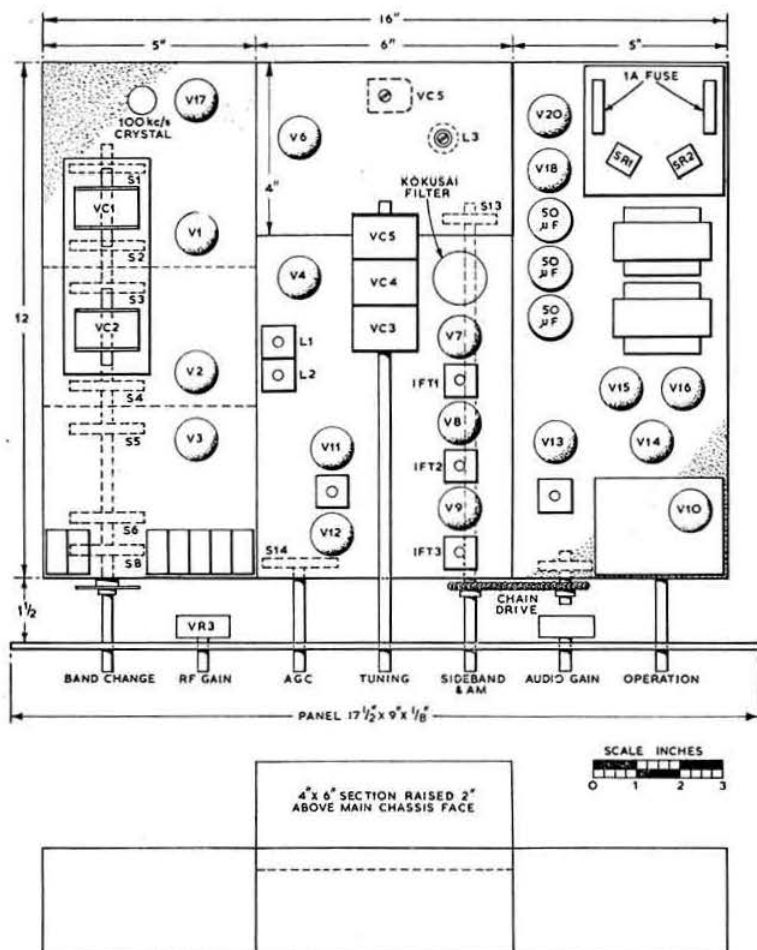 16"
5"
6"
5"
12
4"
1 1/2
100 kc/s
CRYSTAL
V17
VC5
V6
L3
1A FUSE
V20
SR1
SR2
V18
S1
VC1
KOKUSAI
FILTER
S13
50
µF
V1
S2
VC5
V4
VC4
50
µF
S3
VC2
VC3
50
µF
L1
V7
V2
L2
IFT1
S4
V15
V16
S5
V3
V8
V11
V13
V14
IFT2
V9
V10
S6
V12
S8
S14
IFT3
CHAIN
DRIVE
VR3
BAND CHANGE
RF GAIN
AGC
TUNING
SIDEBAND
& AM
AUDIO GAIN
OPERATION
PANEL 17 1/2" x 9" x 1/8"
SCALE INCHES
0 1 2 3
4" X 6" SECTION RAISED 2"
ABOVE MAIN CHASSIS FACE